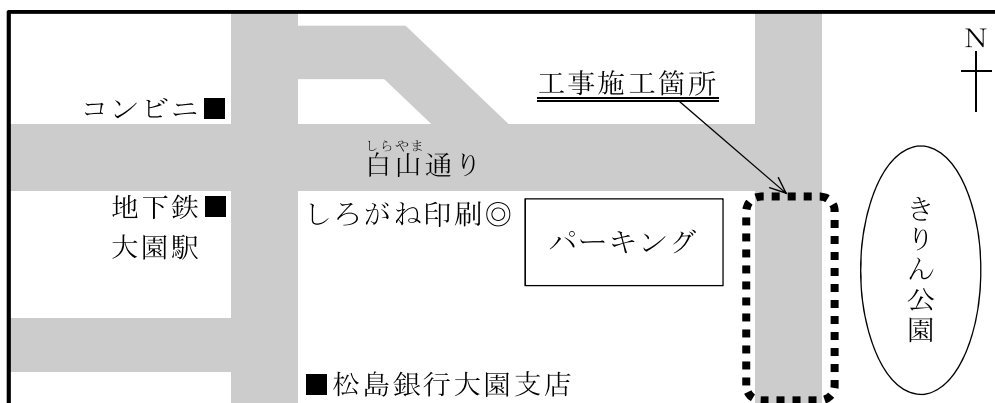 N
工事施工箇所
コンビニ■
しらやま
白山通り
地下鉄■
大園駅
しろがね印刷◎
パーキング
きりん公園
■松島銀行大園支店